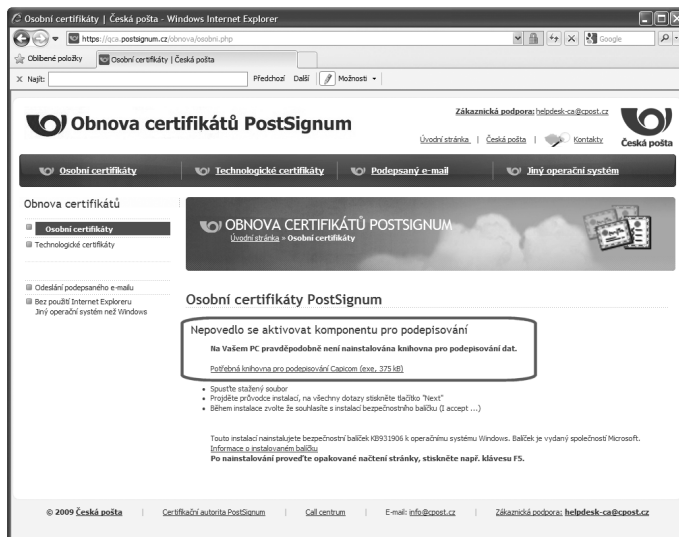 Osobní certifikáty | Česká pošta - Windows Internet Explorer
https://qca.postsignum.cz/obnova/osobni.php
Google
Oblíbené položky
Osobní certifikáty | Česká pošta
Najít:
Předchozí Další Možnosti
Zákaznická podpora: helpdesk-ca@cpost.cz
Obnova certifikátů PostSignum
Úvodní stránka | Česká pošta | Kontakty
Česká pošta
Osobní certifikáty
Technologické certifikáty
Podepsaný e-mail
Jiný operační systém
Obnova certifikátů
Osobní certifikáty
Technologické certifikáty
Odeslání podepsaného e-mailu
Bez použití Internet Exploreru
Jiný operační systém než Windows
OBNOVA CERTIFIKÁTŮ POSTSIGNUM
Úvodní stránka » Osobní certifikáty
Osobní certifikáty PostSignum
Nepovedlo se aktivovat komponentu pro podepisování
Na Vašem PC pravděpodobně není nainstalována knihovna pro podepisování dat.
Potřebná knihovna pro podepisování Capicom (exe, 375 kB)
• Spusťte stažený soubor
• Projděte průvodce instalací, na všechny dotazy stiskněte tlačítko "Next"
• Během instalace zvolte že souhlasíte s instalací bezpečnostního balíčku (I accept ...)
Touto instalací nainstalujete bezpečnostní balíček KB931906 k operačnímu systému Windows. Balíček je vydaný společností Microsoft.
Informace o instalovaném balíčku
Po nainstalování proveďte opakované načtení stránky, stiskněte např. klávesu F5.
© 2009 Česká pošta | Certifikační autorita PostSignum | Call centrum | E-mail: info@cpost.cz | Zákaznická podpora: helpdesk-ca@cpost.cz